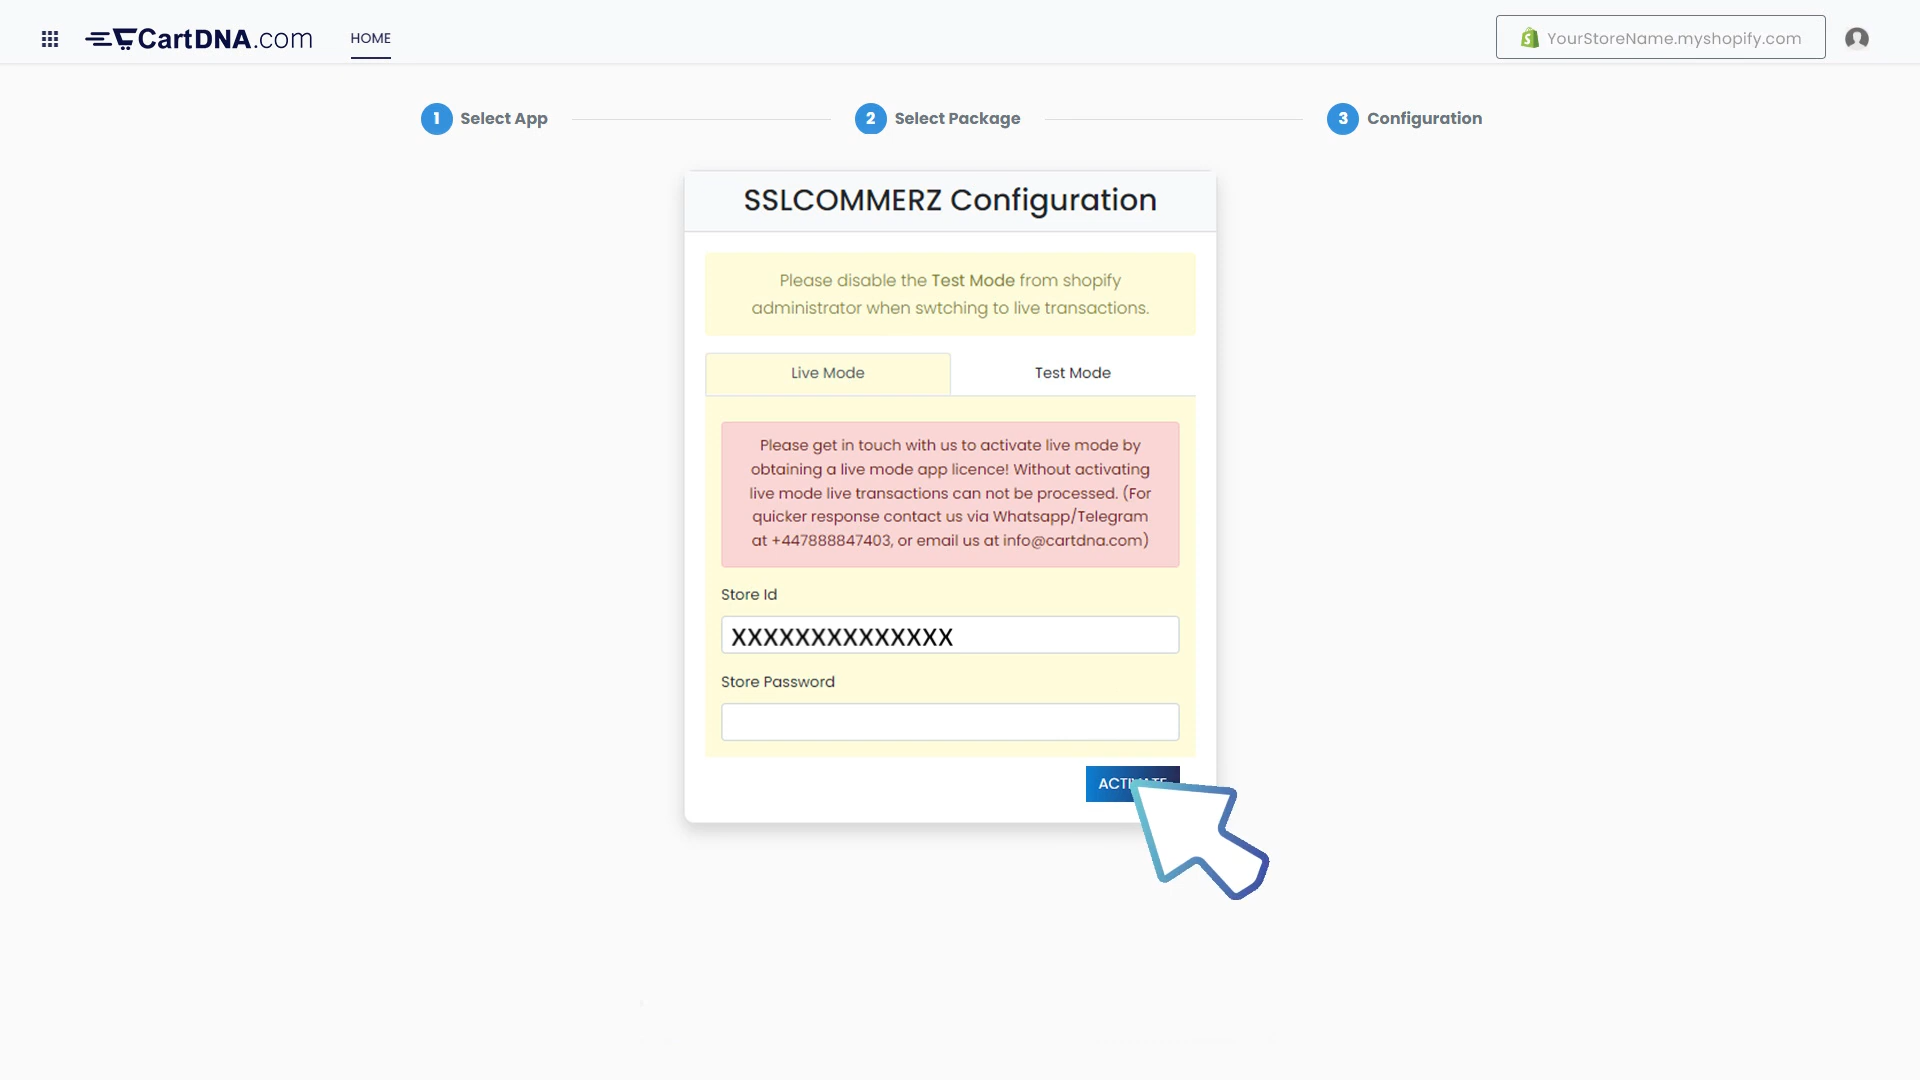 CartDNA.com
HOME
YourStoreName.myshopify.com
1 Select App
2 Select Package
3 Configuration
SSLCOMMERZ Configuration
Please disable the Test Mode from shopify
administrator when swtching to live transactions.
Live Mode
Test Mode
Please get in touch with us to activate live mode by
obtaining a live mode app licence! Without activating
live mode live transactions can not be processed. (For
quicker response contact us via Whatsapp/Telegram
at +447888847403, or email us at info@cartdna.com)
Store Id
XXXXXXXXXXXXXX
Store Password
ACTIVATE